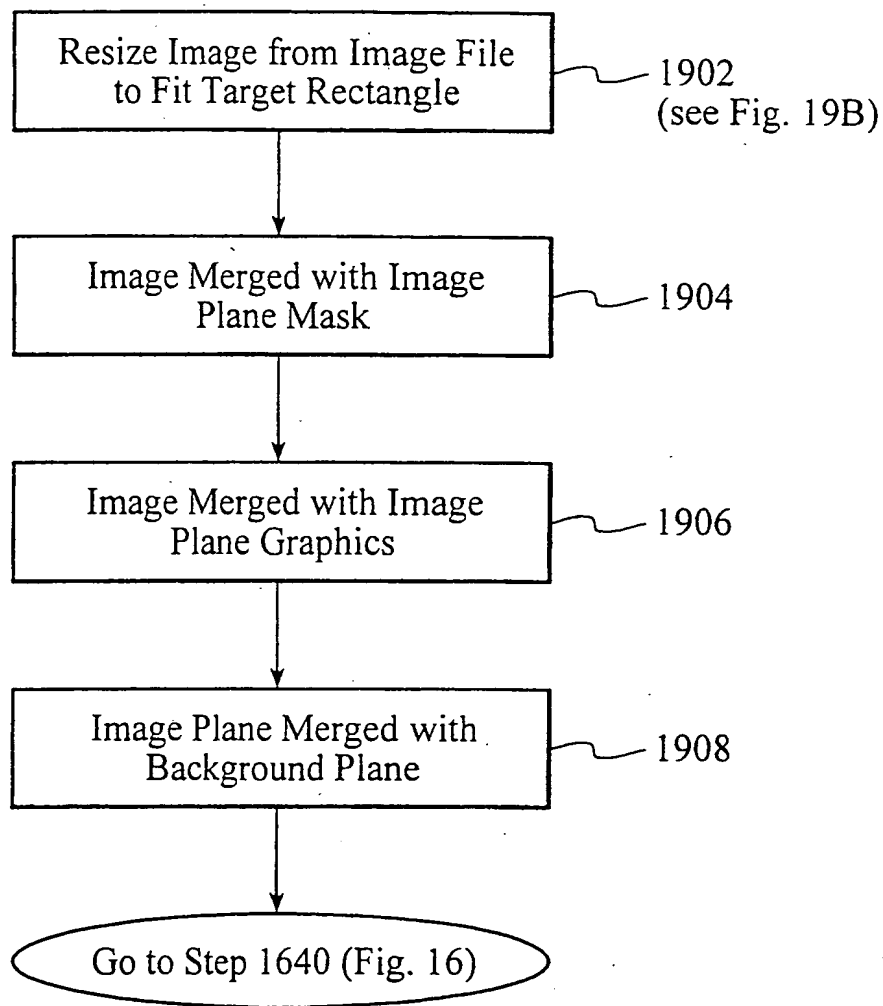 Resize Image from Image File
to Fit Target Rectangle
1902
(see Fig. 19B)
Image Merged with Image
Plane Mask
1904
Image Merged with Image
Plane Graphics
1906
Image Plane Merged with
Background Plane
1908
Go to Step 1640 (Fig. 16)